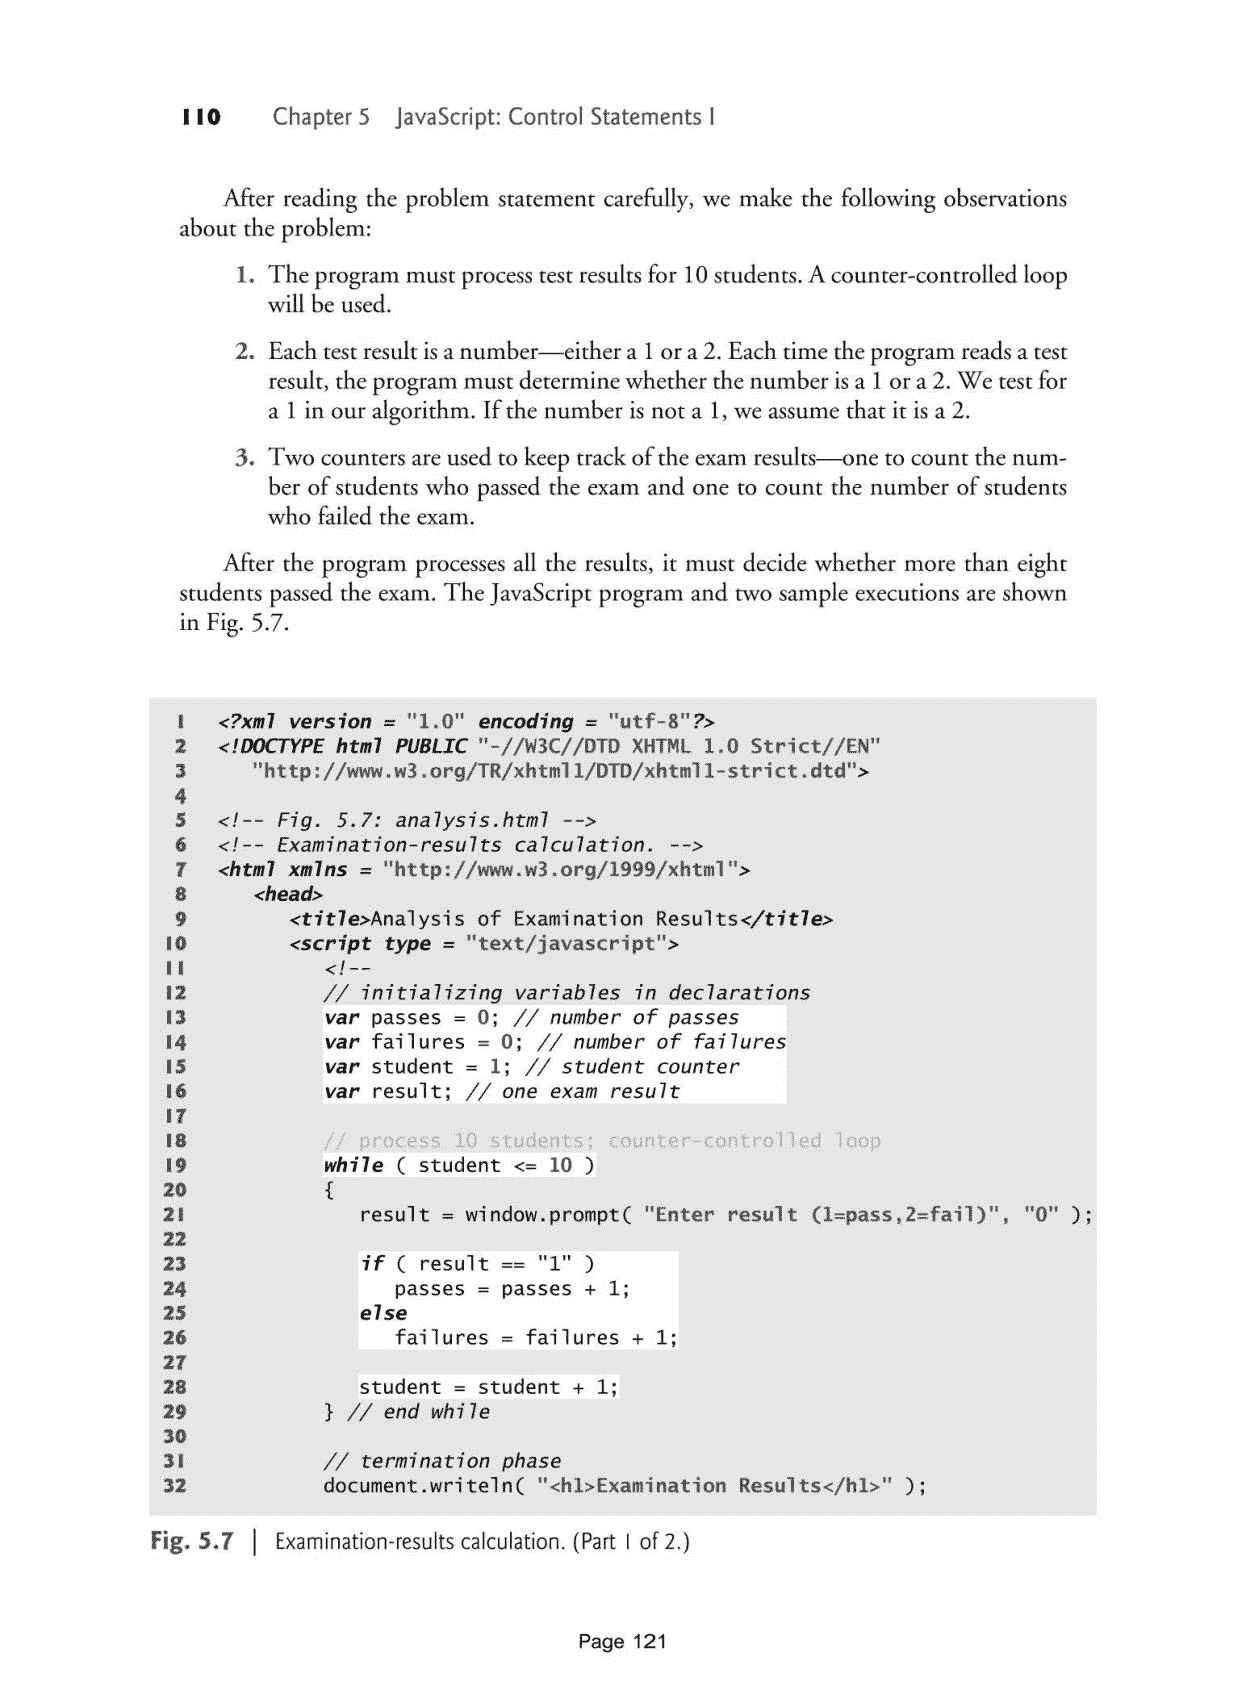 110 Chapter 5 JavaScript: Control Statements I
After reading the problem statement carefully, we make the following observations
about the problem:
1. The program must process test results for 10 students. A counter-controlled loop
will be used.
2. Each test result is a number—either a 1 or a 2. Each time the program reads a test
result, the program must determine whether the number is a 1 or a 2. We test for
a 1 in our algorithm. If the number is not a 1, we assume that it is a 2.
3. Two counters are used to keep track of the exam results—one to count the num-
ber of students who passed the exam and one to count the number of students
who failed the exam.
After the program processes all the results, it must decide whether more than eight
students passed the exam. The JavaScript program and two sample executions are shown
in Fig. 5.7.
1 <?xml version = "1.0" encoding = "utf-8"?>
2 <!DOCTYPE html PUBLIC "-//W3C//DTD XHTML 1.0 Strict//EN"
3 "http://www.w3.org/TR/xhtml1/DTD/xhtml1-strict.dtd">
4
5 <!-- Fig. 5.7: analysis.html -->
6 <!-- Examination-results calculation. -->
7 <html xmlns = "http://www.w3.org/1999/xhtml">
8 <head>
9 <title>Analysis of Examination Results</title>
10 <script type = "text/javascript">
11 <!--
12 // initializing variables in declarations
13 var passes = 0; // number of passes
14 var failures = 0; // number of failures
15 var student = 1; // student counter
16 var result; // one exam result
17
18 // process 10 students; counter-controlled loop
19 while ( student <= 10 )
20 {
21 result = window.prompt( "Enter result (1=pass,2=fail)", "0" );
22
23 if ( result == "1" )
24 passes = passes + 1;
25 else
26 failures = failures + 1;
27
28 student = student + 1;
29 } // end while
30
31 // termination phase
32 document.writeln( "<h1>Examination Results</h1>" );
Fig. 5.7 | Examination-results calculation. (Part 1 of 2.)
Page 121